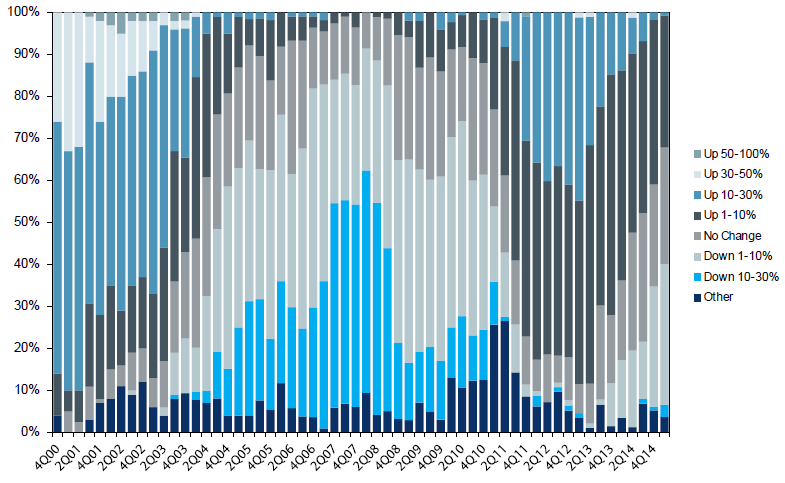 100%
90%
80%
70%
60%
50%
40%
30%
20%
10%
0%
4Q00
2Q01
4Q01
2Q02
4Q02
2Q03
4Q03
2Q04
4Q04
2Q05
4Q05
2Q06
4Q06
2Q07
4Q07
2Q08
4Q08
2Q09
4Q09
2Q10
4Q10
2Q11
4Q11
2Q12
4Q12
2Q13
4Q13
2Q14
4Q14
Up 50-100%
Up 30-50%
Up 10-30%
Up 1-10%
No Change
Down 1-10%
Down 10-30%
Other